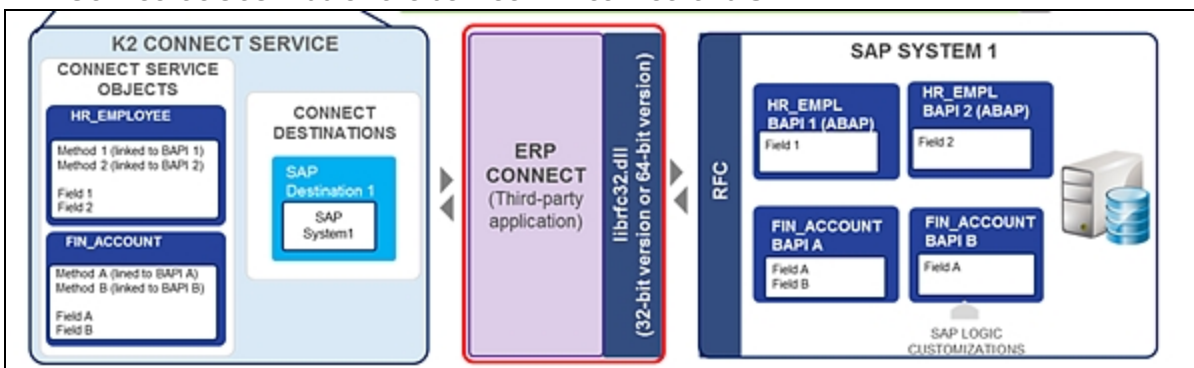 K2 CONNECT SERVICE
CONNECT SERVICE
OBJECTS
HR_EMPLOYEE
Method 1 (linked to BAPI 1)
Method 2 (linked to BAPI 2)
Field 1
Field 2
FIN_ACCOUNT
Method A (lined to BAPI A)
Method B (linked to BAPI B)
Field A
Field B
CONNECT
DESTINATIONS
SAP
Destination 1
SAP
System1
ERP
CONNECT
(Third-party
application)
librfc32.dll
(32-bit version or 64-bit version)
RFC
SAP SYSTEM 1
HR_EMPL
BAPI 1 (ABAP)
Field 1
HR_EMPL
BAPI 2 (ABAP)
Field 2
FIN_ACCOUNT
BAPI A
Field A
Field B
FIN_ACCOUNT
BAPI B
Field A
SAP LOGIC
CUSTOMIZATIONS